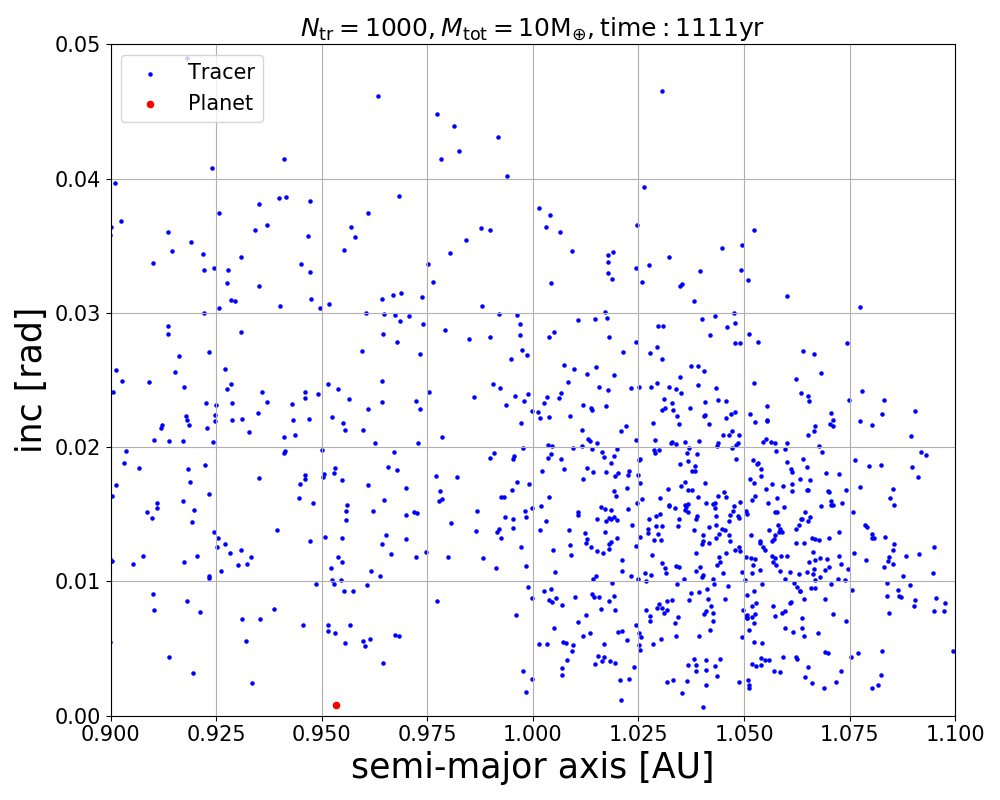 N_tr = 1000, M_tot = 10M_⊕, time : 1111yr
Tracer
Planet
0.05
0.04
0.03
0.02
0.01
0.00
inc [rad]
0.900 0.925 0.950 0.975 1.000 1.025 1.050 1.075 1.100
semi-major axis [AU]